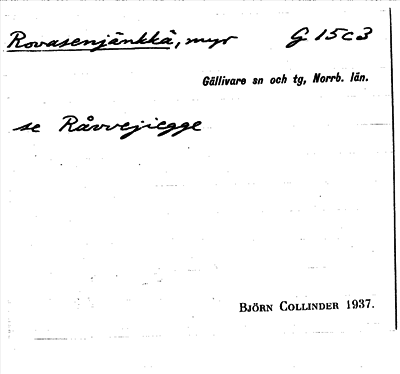 Rovasenjänkkä, myr G 15c3
Gällivare sn och tg, Norrb. län.
se Råvvejiegge
BJÖRN COLLINDER 1937.